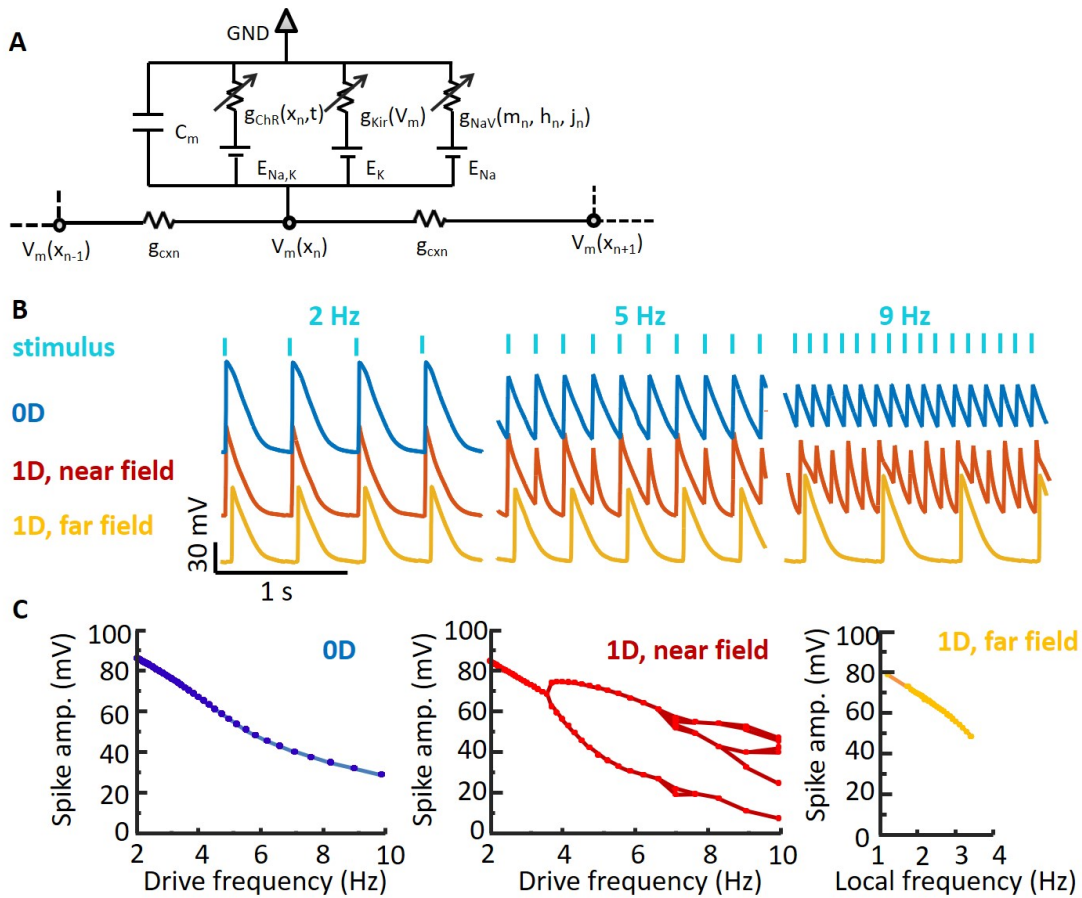 A
GND
C_m
g_ChR(x_n,t)
g_Kir(V_m)
g_NaV(m_n, h_n, j_n)
E_Na,K
E_K
E_Na
V_m(x_n-1)
g_cxn
V_m(x_n)
g_cxn
V_m(x_n+1)
B
2 Hz
5 Hz
9 Hz
stimulus
0D
1D, near field
1D, far field
30 mV
1 s
C
Spike amp. (mV)
100
80
60
40
20
0
2
4
6
8
10
Drive frequency (Hz)
0D
Spike amp. (mV)
100
80
60
40
20
0
2
4
6
8
10
Drive frequency (Hz)
1D, near field
Spike amp. (mV)
100
80
60
40
20
0
1
2
3
4
Local frequency (Hz)
1D, far field